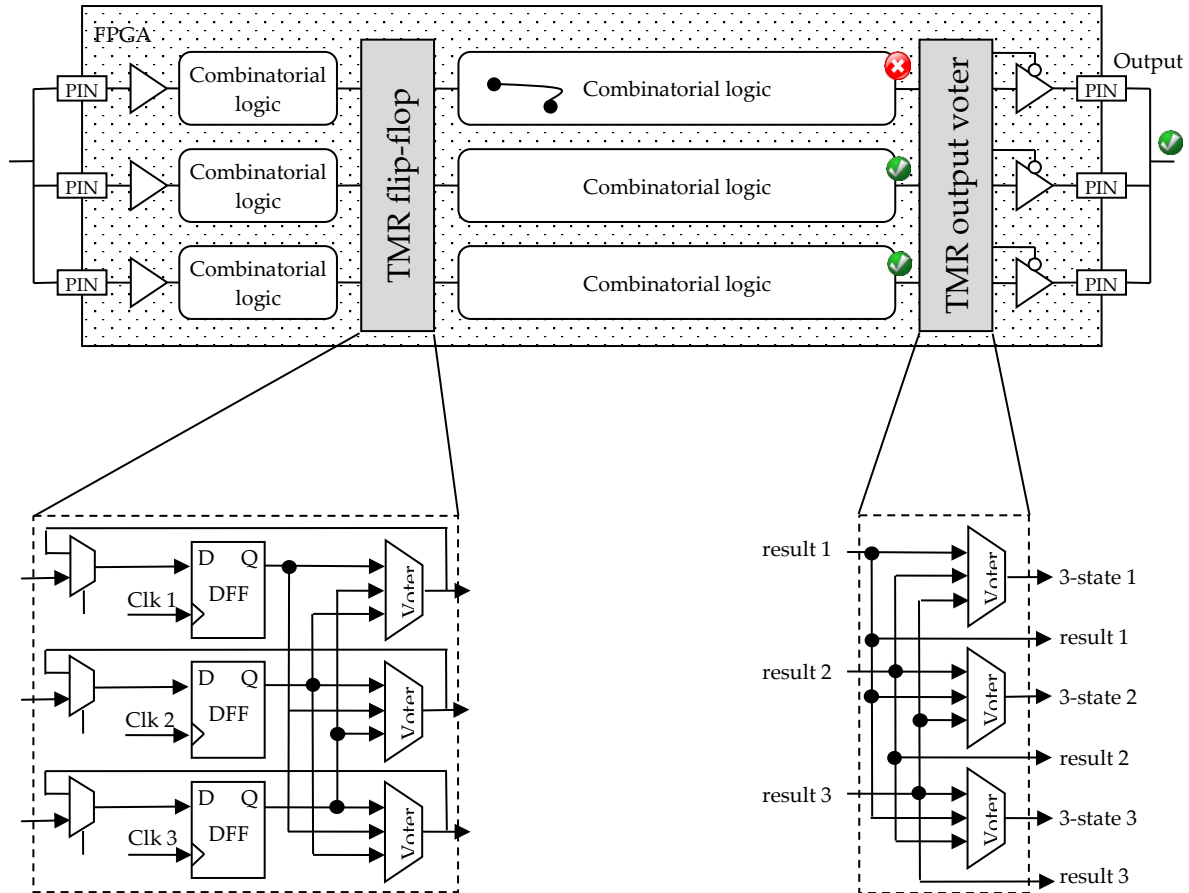 FPGA
Output
PIN
Combinatorial
logic
TMR flip-flop
Combinatorial logic
TMR output voter
PIN
PIN
Combinatorial
logic
Combinatorial logic
PIN
PIN
Combinatorial
logic
Combinatorial logic
PIN
D Q
DFF
Clk 1
Voter
D Q
DFF
Clk 2
Voter
D Q
DFF
Clk 3
Voter
result 1
Voter
3-state 1
result 1
result 2
Voter
3-state 2
result 2
result 3
Voter
3-state 3
result 3